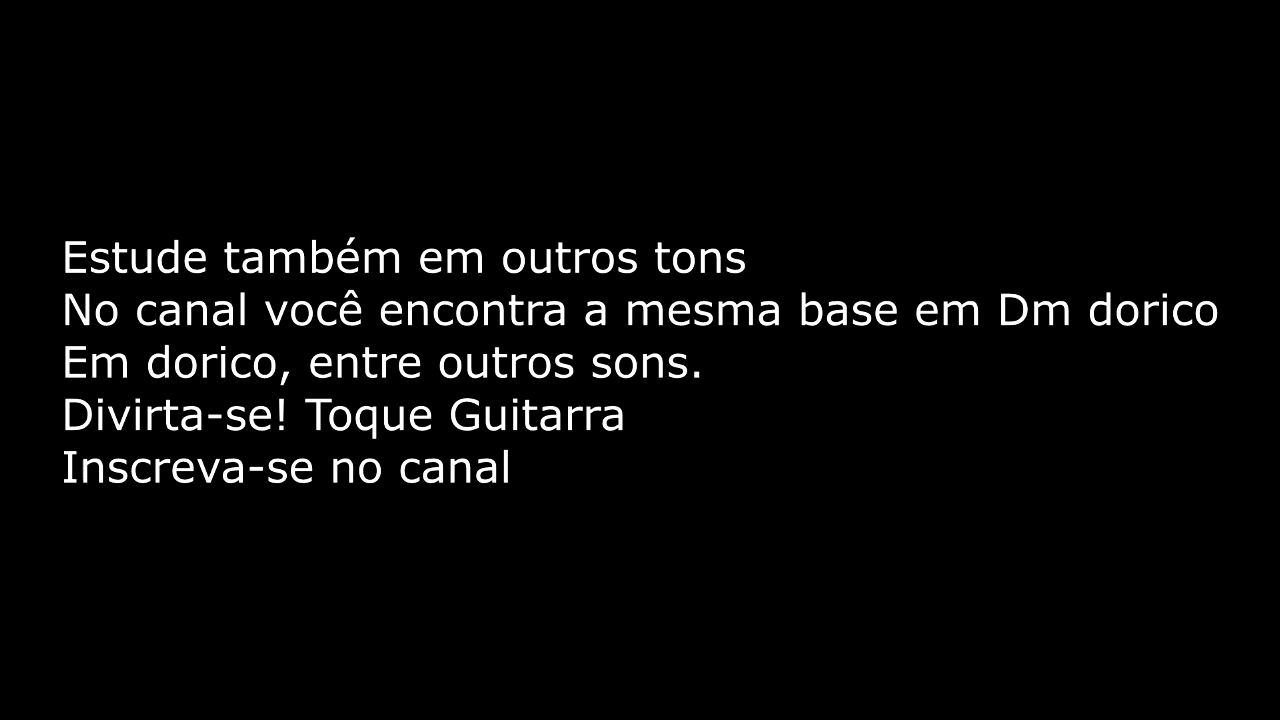 Estude também em outros tons
No canal você encontra a mesma base em Dm dorico
Em dorico, entre outros sons.
Divirta-se! Toque Guitarra
Inscreva-se no canal